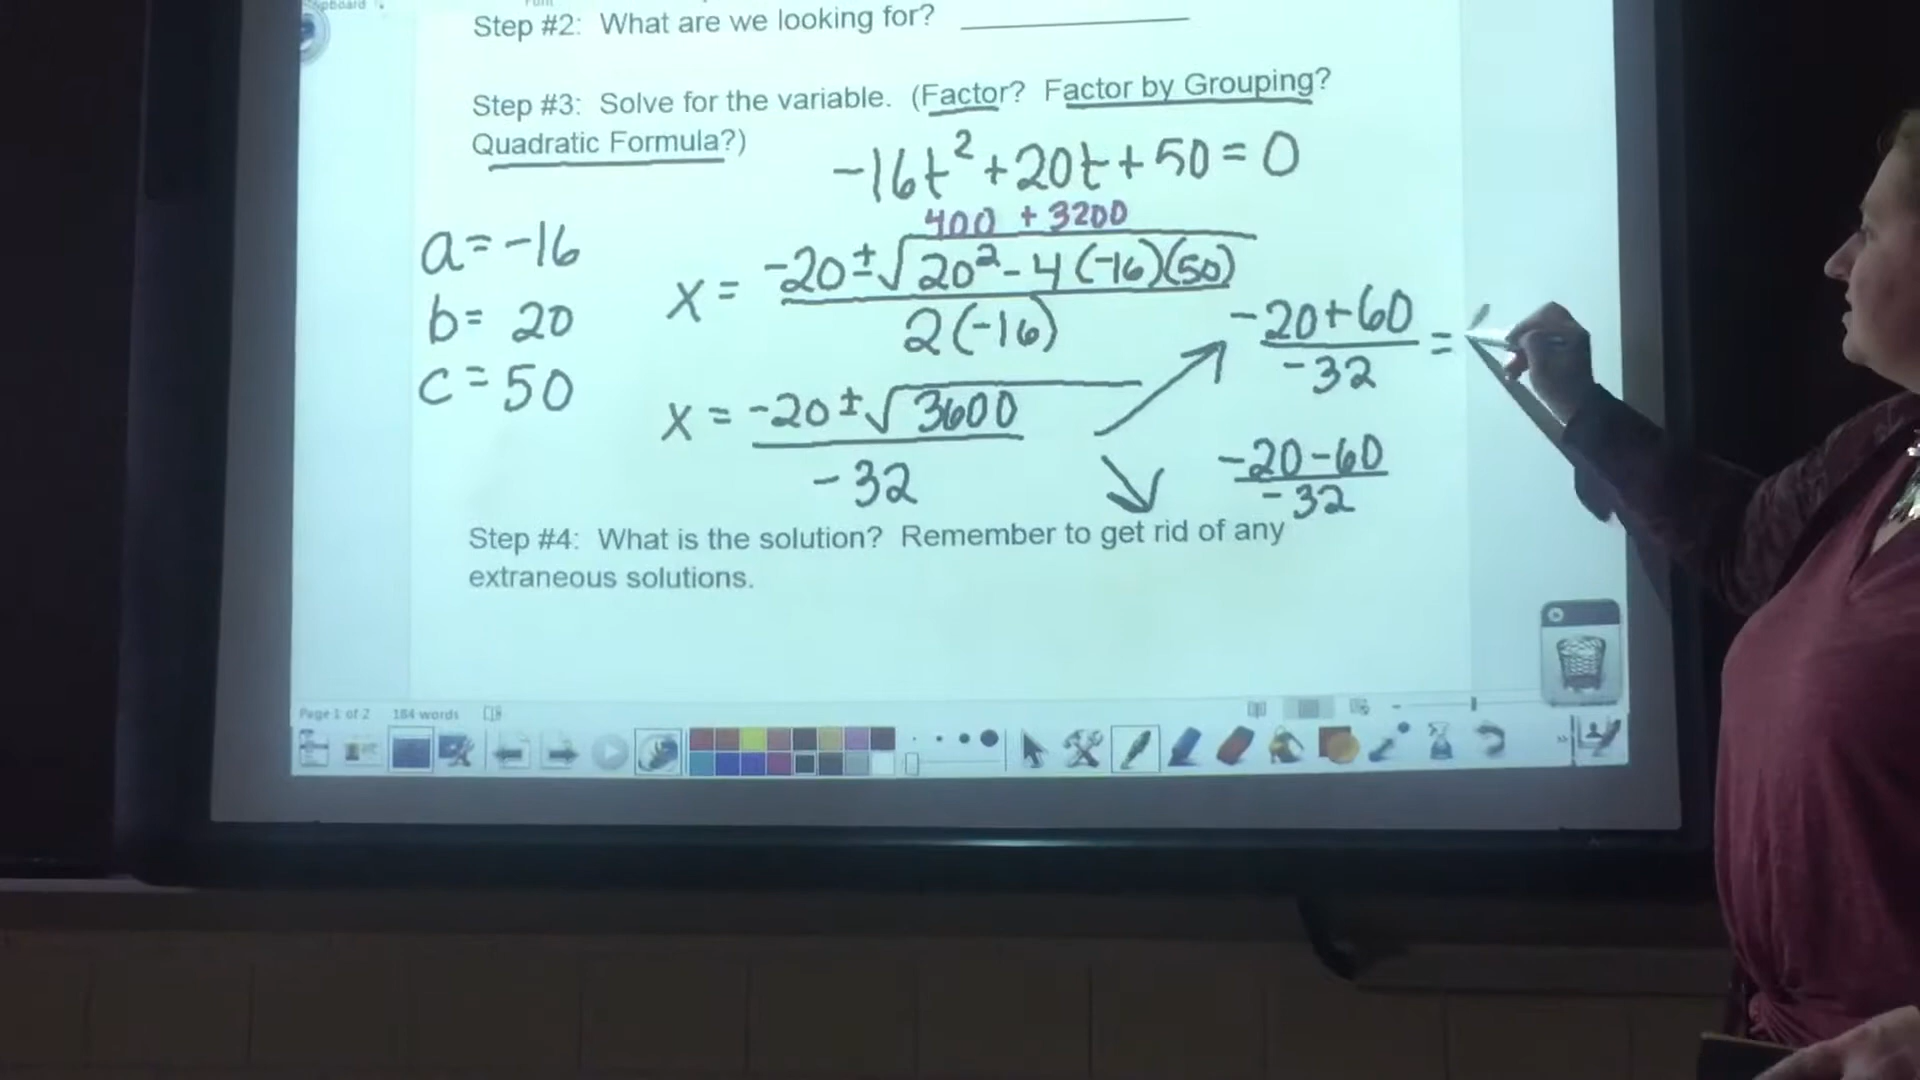 Step #2: What are we looking for?
Step #3: Solve for the variable. (Factor? Factor by Grouping?
Quadratic Formula?)
-16t² + 20t + 50 = 0
400 + 3200
a = -16
x = -20 ± √20² - 4(-16)(50)
2(-16)
b = 20
c = 50
-20 + 60 =
-32
x = -20 ± √3600
-32
-20 - 60
-32
Step #4: What is the solution? Remember to get rid of any
extraneous solutions.
Page 1 of 2 184 words